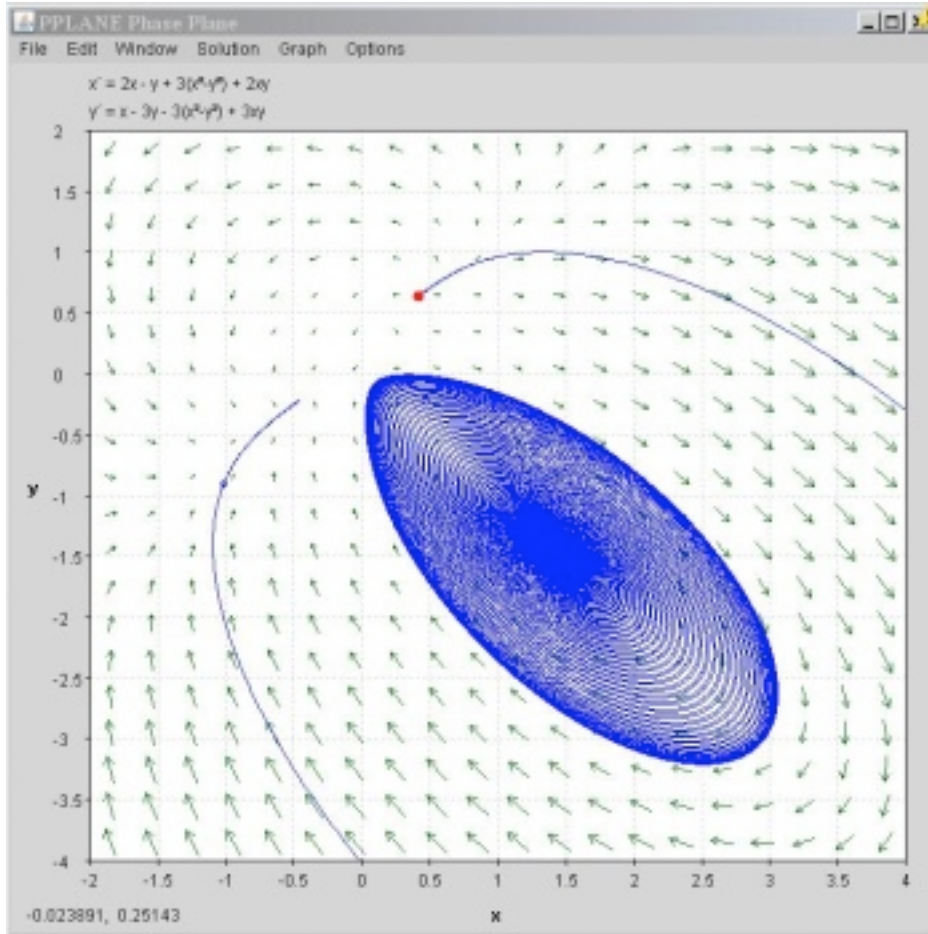 PPLANE Phase Plane
File Edit Window Solution Graph Options
x' = 2x - y + 3(x²-y²) + 2xy
y' = x - 3y - 3(x²-y²) + 3xy
2
1.5
1
0.5
0
-0.5
-1
-1.5
-2
-2.5
-3
-3.5
-4
y
-2 -1.5 -1 -0.5 0 0.5 1 1.5 2 2.5 3 3.5 4
x
-0.023891, 0.25143